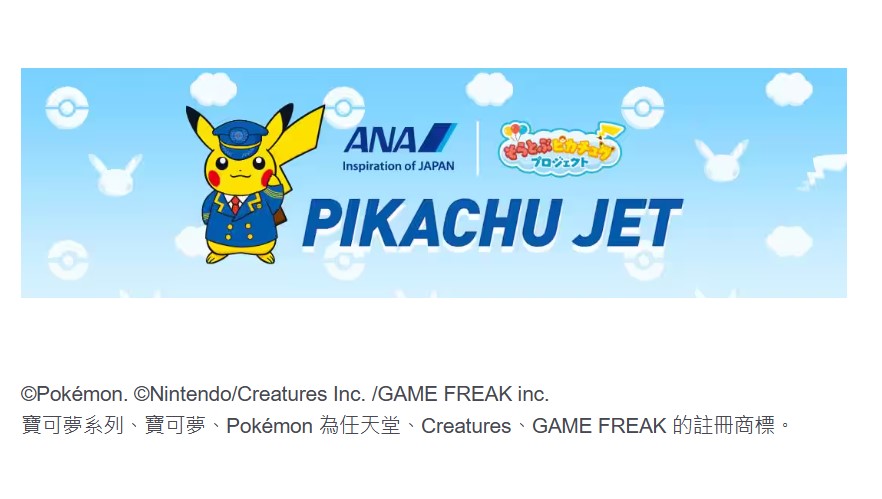 ANA
Inspiration of JAPAN
そらとぶピカチュウ
プロジェクト
PIKACHU JET
©Pokémon. ©Nintendo/Creatures Inc. /GAME FREAK inc.
寶可夢系列、寶可夢、Pokémon 為任天堂、Creatures、GAME FREAK 的註冊商標。